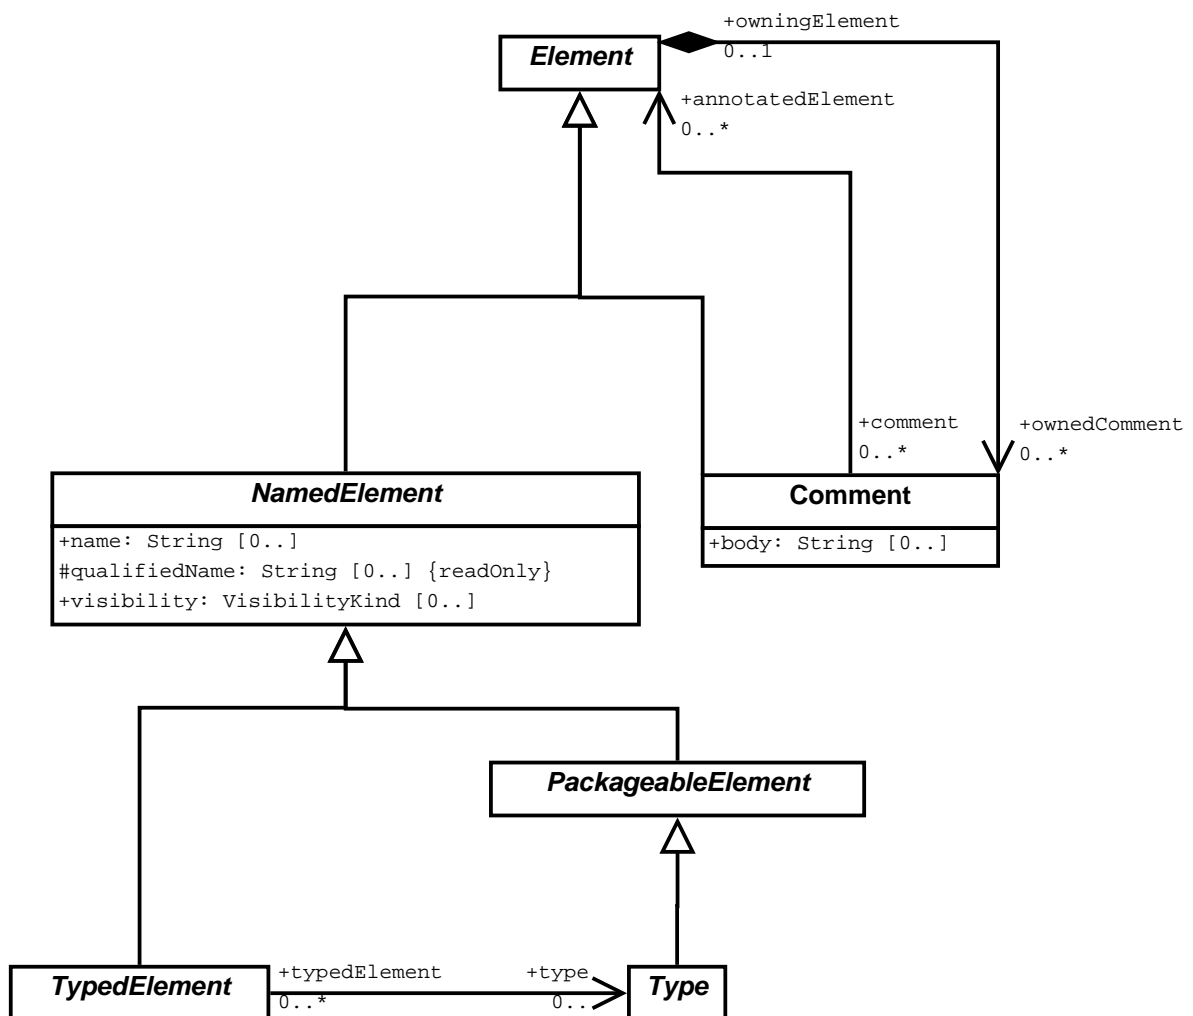 +owningElement
Element
0..1
+annotatedElement
0..*
+comment
+ownedComment
0..*
0..*
NamedElement
Comment
+name: String [0..]
+body: String [0..]
#qualifiedName: String [0..] {readOnly}
+visibility: VisibilityKind [0..]
PackageableElement
+typedElement
+type
TypedElement
Type
0..*
0..